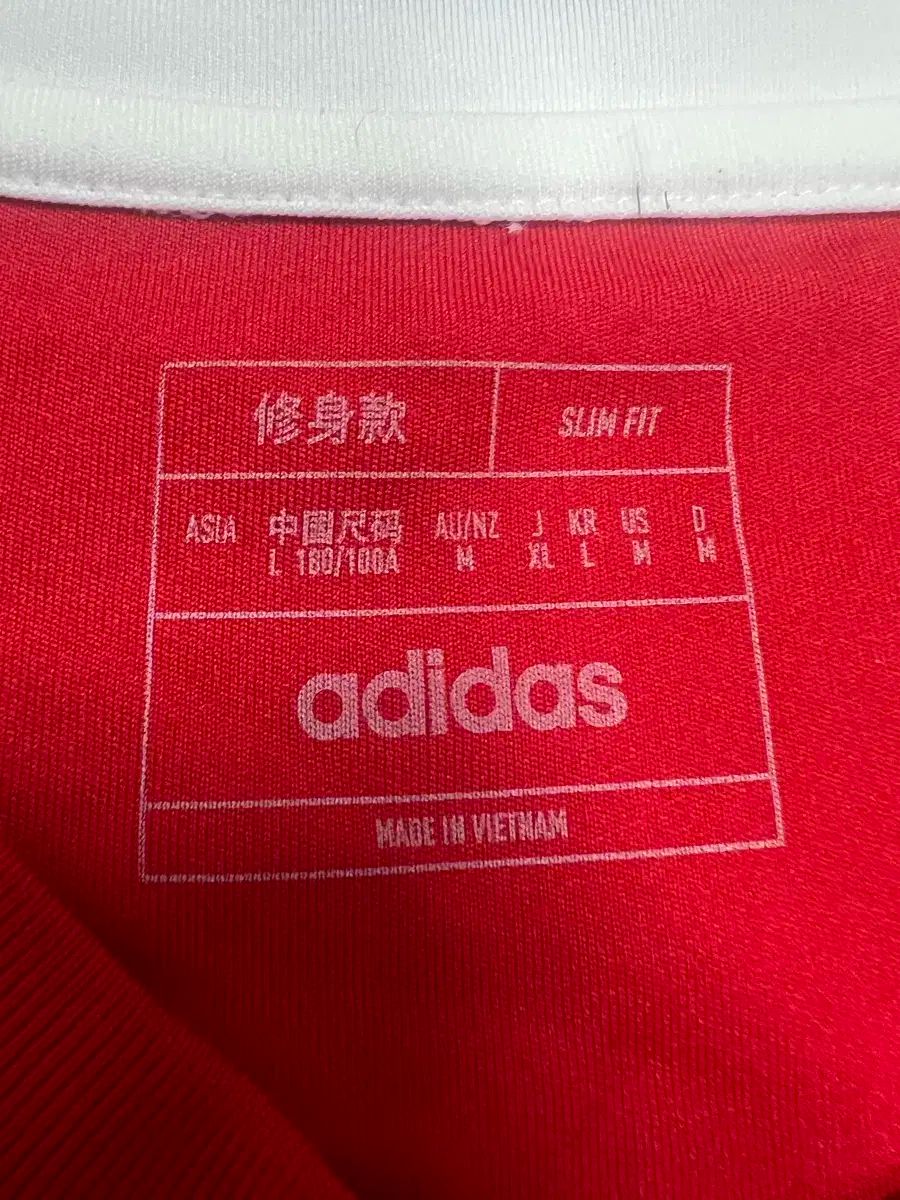 修身款 SLIM FIT
ASIA 中国尺码 AU/NZ J KR US D
L 180/100A M XL L M M
adidas
MADE IN VIETNAM